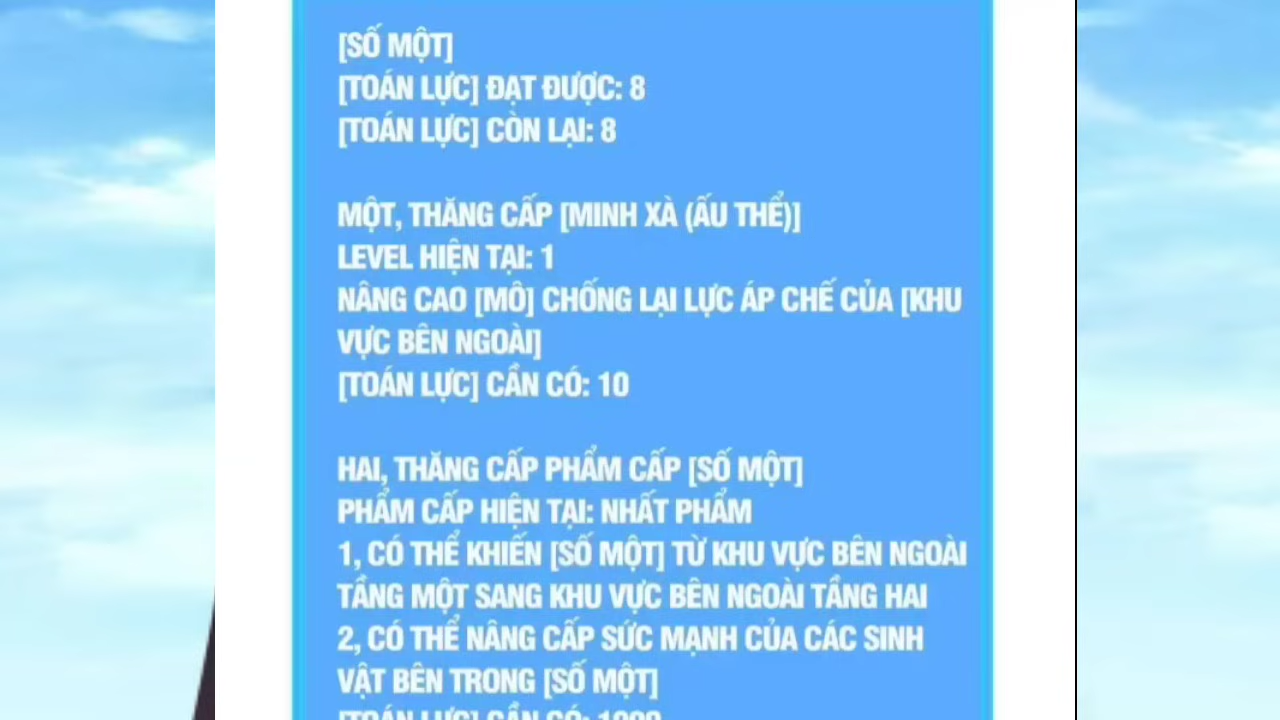 [SỐ MỘT]
[TOÁN LỰC] ĐẠT ĐƯỢC: 8
[TOÁN LỰC] CÒN LẠI: 8
MỘT, THĂNG CẤP [MINH XÀ (ẤU THỂ)]
LEVEL HIỆN TẠI: 1
NÂNG CAO [MÔ] CHỐNG LẠI LỰC ÁP CHẾ CỦA [KHU
VỰC BÊN NGOÀI]
[TOÁN LỰC] CẦN CÓ: 10
HAI, THĂNG CẤP PHẨM CẤP [SỐ MỘT]
PHẨM CẤP HIỆN TẠI: NHẤT PHẨM
1, CÓ THỂ KHIẾN [SỐ MỘT] TỪ KHU VỰC BÊN NGOÀI
TẦNG MỘT SANG KHU VỰC BÊN NGOÀI TẦNG HAI
2, CÓ THỂ NÂNG CẤP SỨC MẠNH CỦA CÁC SINH
VẬT BÊN TRONG [SỐ MỘT]
[TOÁN LỰC] CẦN CÓ: